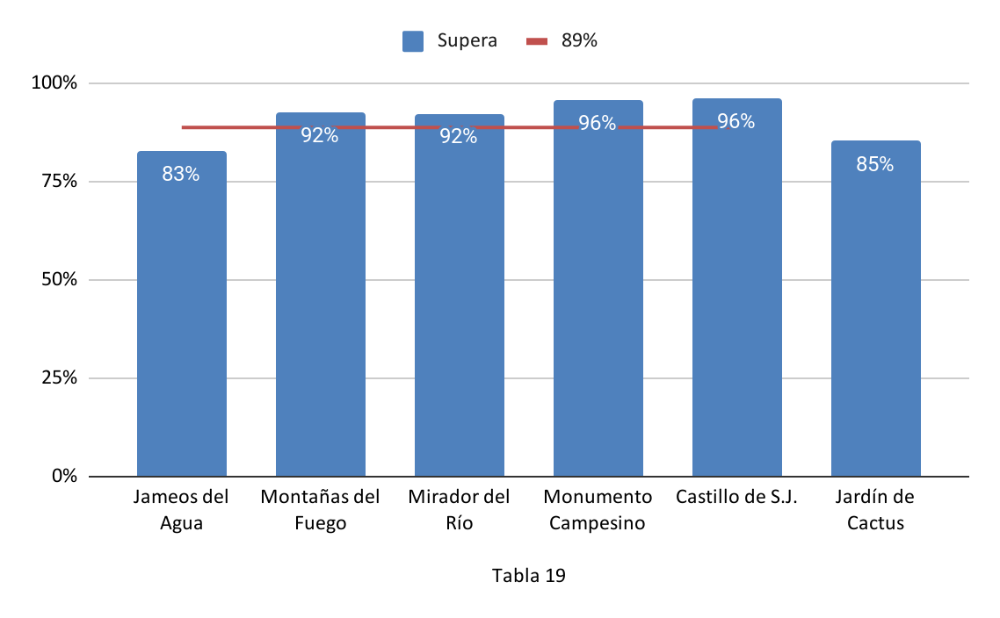 Supera 89%
100%
75%
50%
25%
0%
83%
92%
92%
96%
96%
85%
Jameos del Agua
Montañas del Fuego
Mirador del Río
Monumento Campesino
Castillo de S.J.
Jardín de Cactus
Tabla 19